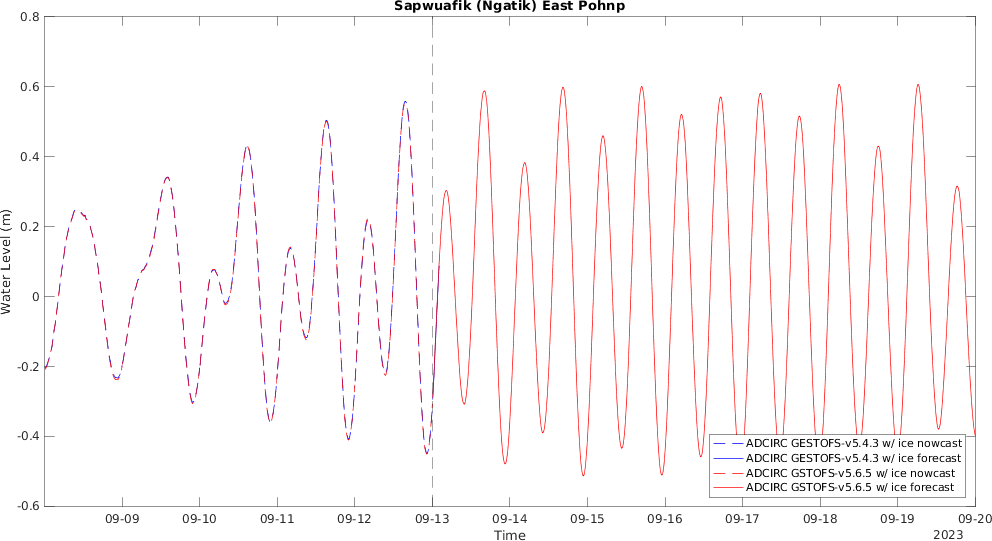 Sapwuafik (Ngatik) East Pohnp
0.8
0.6
0.4
0.2
0
-0.2
-0.4
-0.6
Water Level (m)
ADCIRC GESTOFS-v5.4.3 w/ ice nowcast
ADCIRC GESTOFS-v5.4.3 w/ ice forecast
ADCIRC GSTOFS-v5.6.5 w/ ice nowcast
ADCIRC GSTOFS-v5.6.5 w/ ice forecast
09-09 09-10 09-11 09-12 09-13 09-14 09-15 09-16 09-17 09-18 09-19 09-20
Time
2023